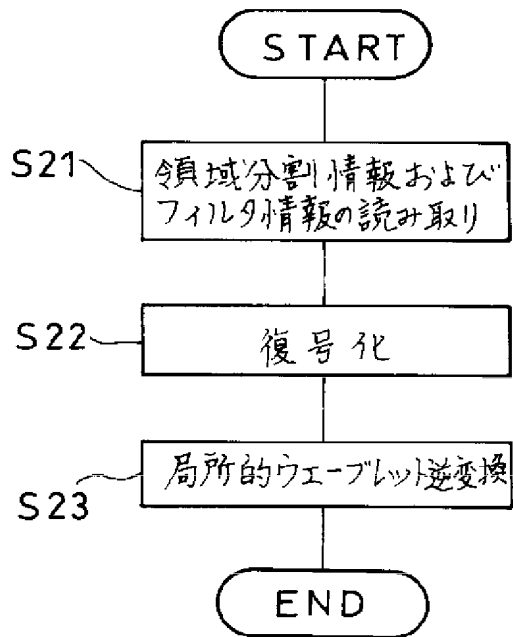 START
S21
領域分割情報および
フィルタ情報の読み取り
S22
復号化
S23
局所的ウェーブレット逆変換
END